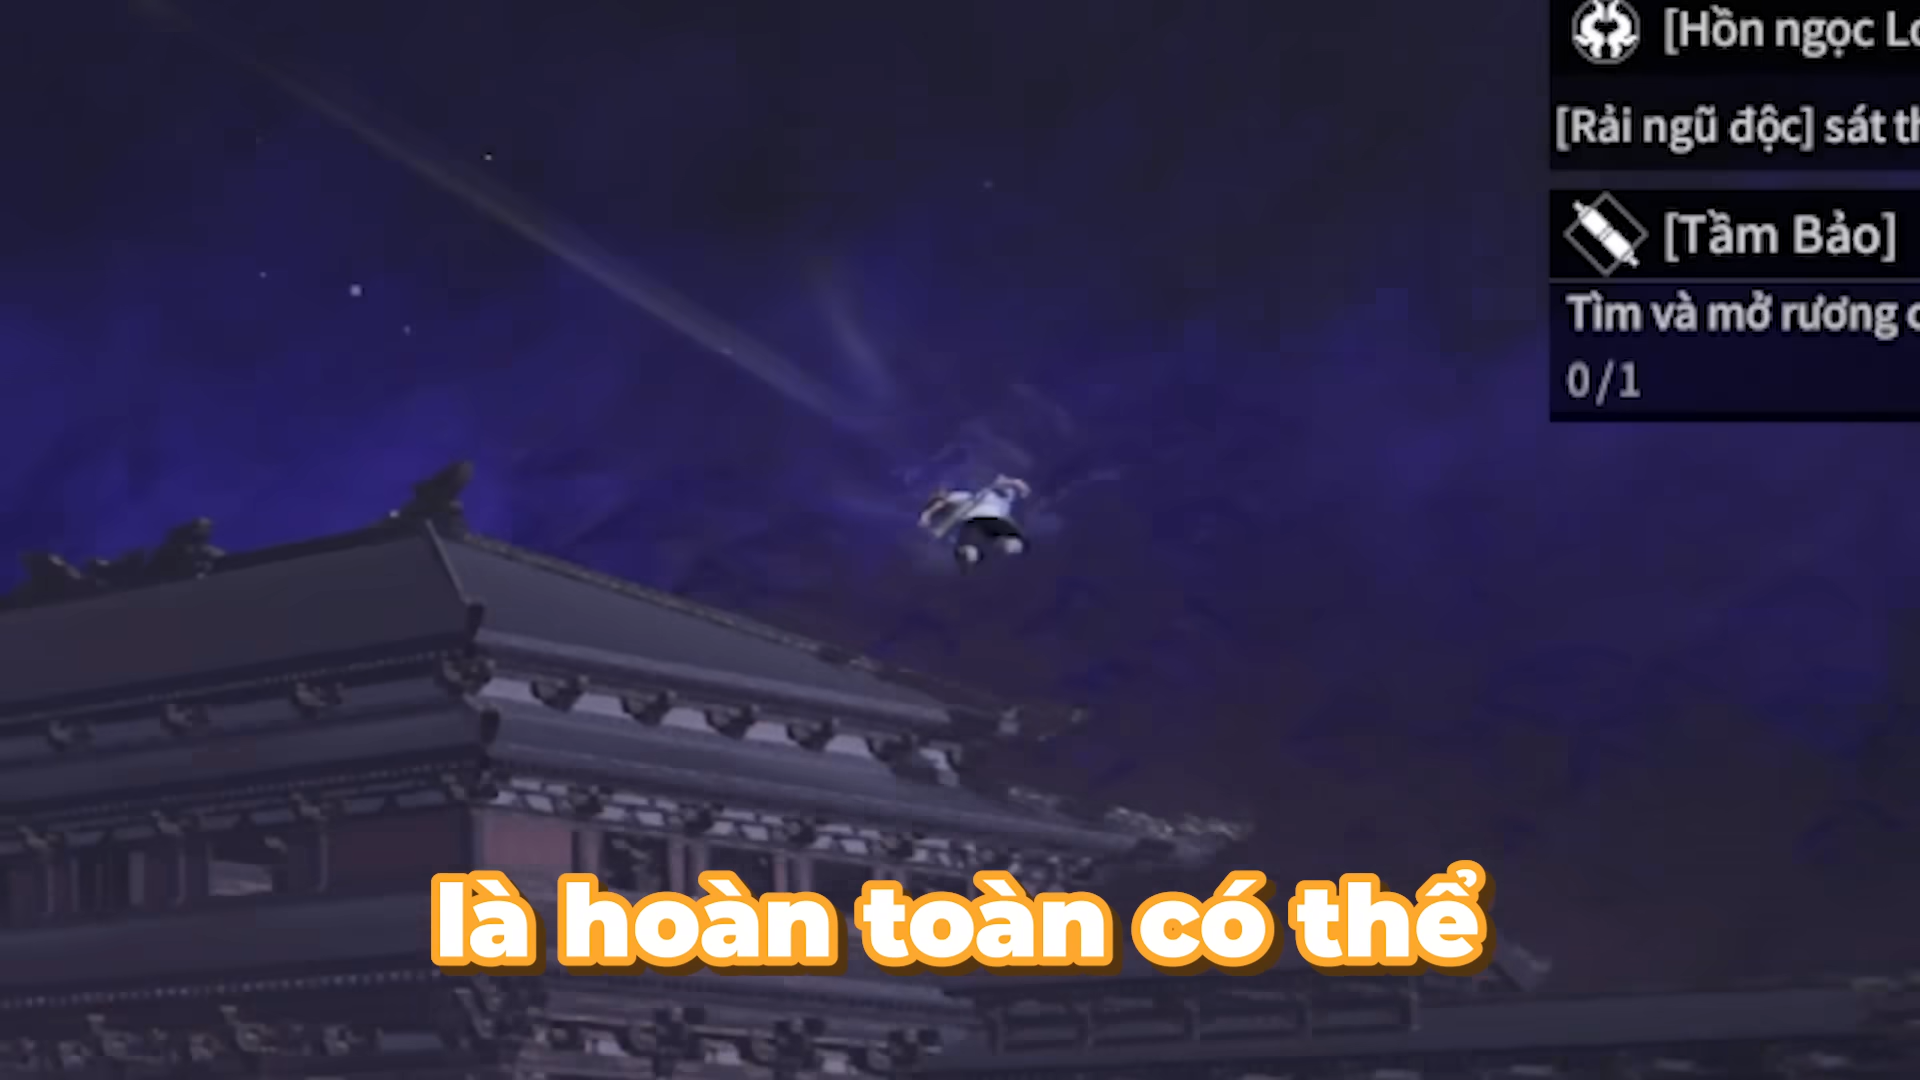 [Hồn ngọc
[Rải ngũ độc] sát
[Tầm Bảo]
Tìm và mở rương
0/1
là hoàn toàn có thể